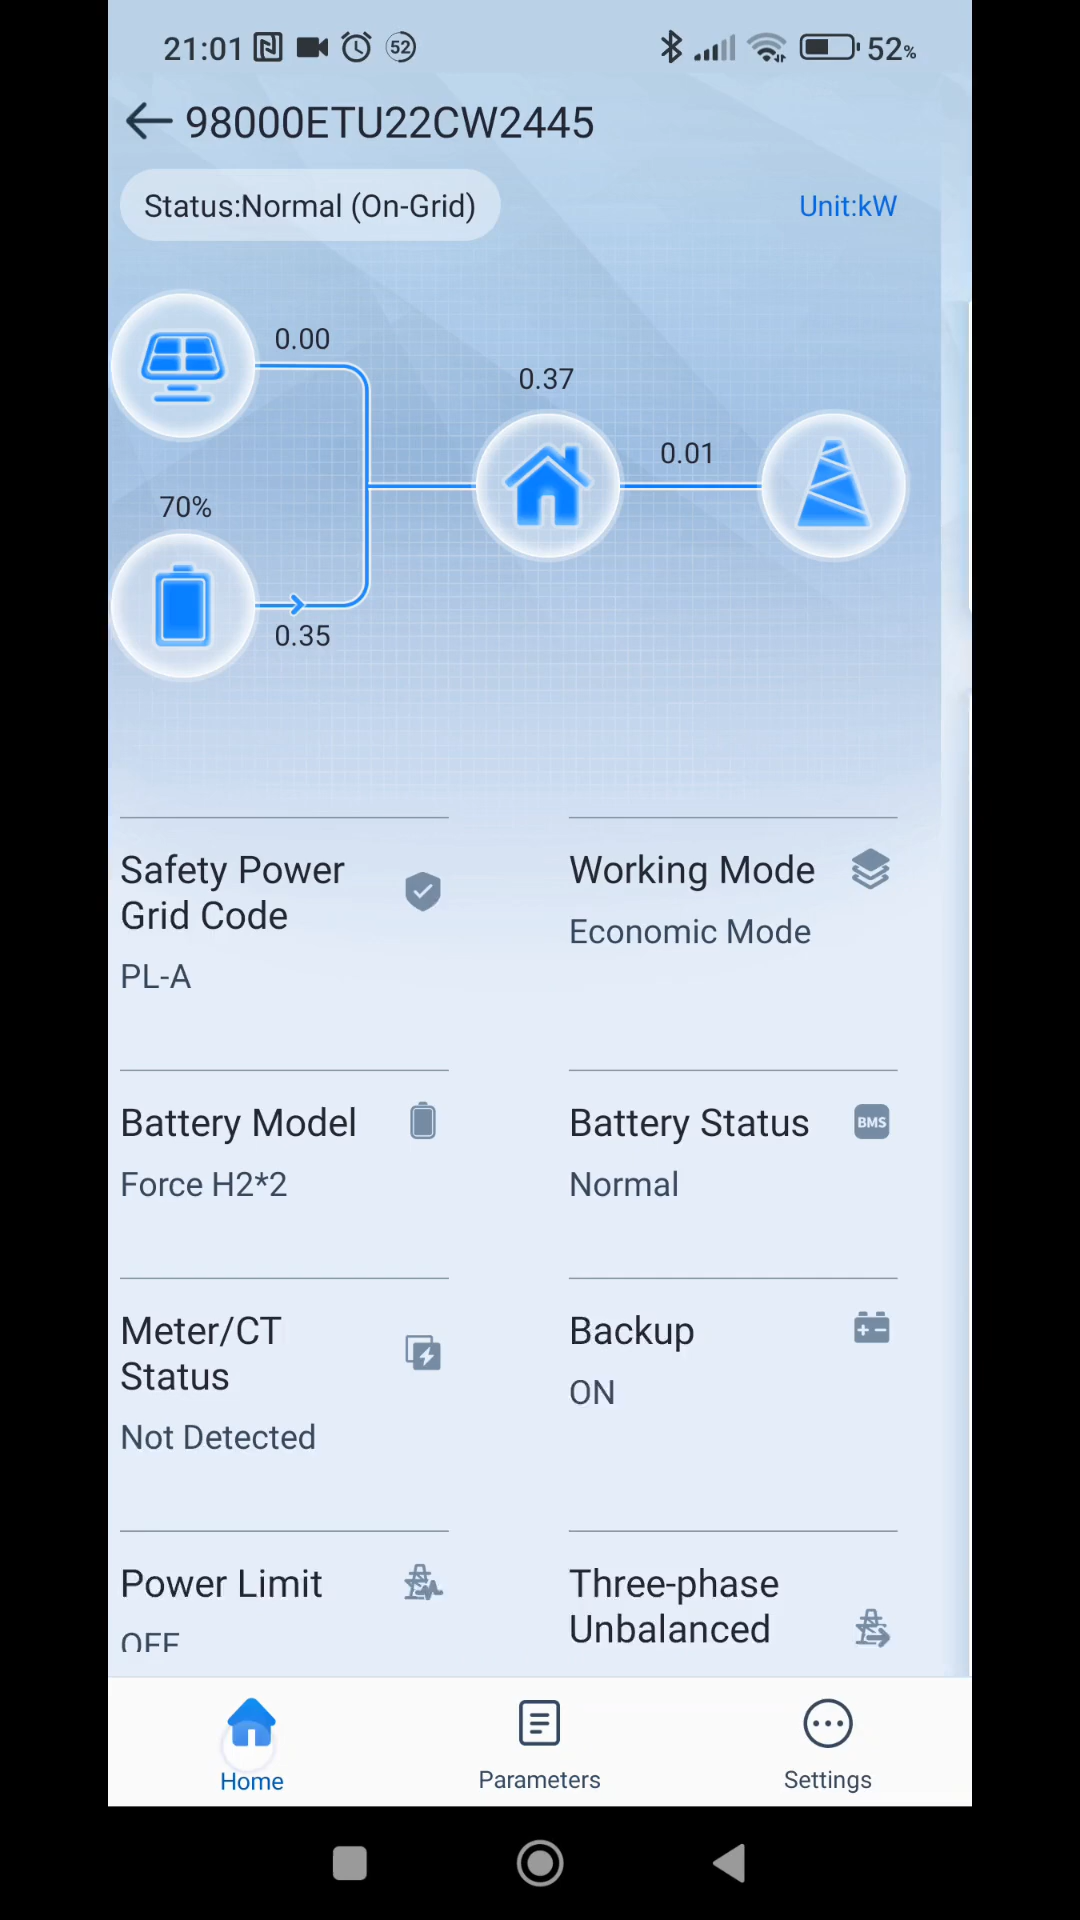 21:01 52 52%
98000ETU22CW2445
Status:Normal (On-Grid) Unit:kW
0.00
0.37
0.01
70%
0.35
Safety Power
Grid Code
PL-A
Working Mode
Economic Mode
Battery Model
Force H2*2
Battery Status
BMS
Normal
Meter/CT
Status
Not Detected
Backup
ON
Power Limit
OFF
Three-phase
Unbalanced
Home Parameters Settings